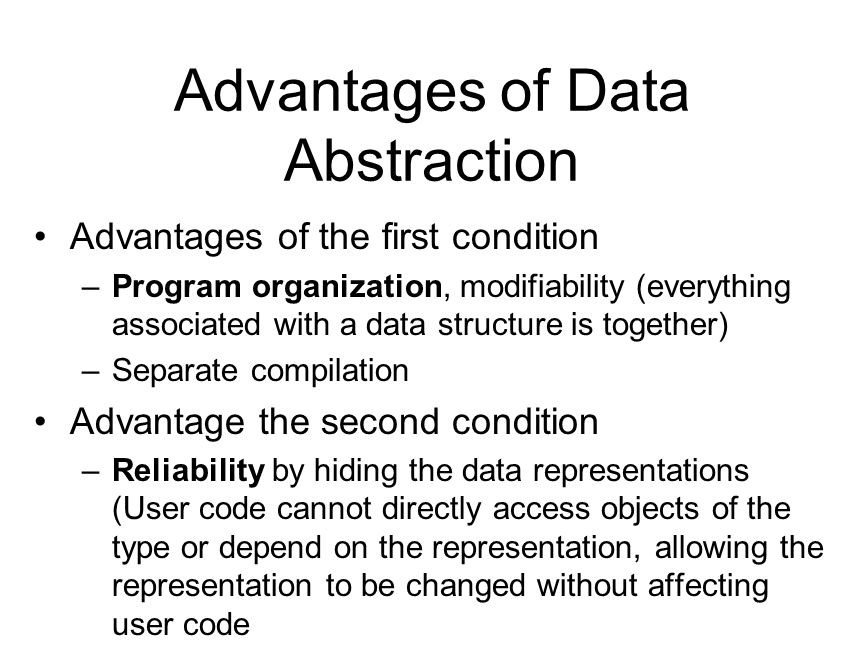 Advantages of Data
Abstraction
• Advantages of the first condition
– Program organization, modifiability (everything
associated with a data structure is together)
– Separate compilation
• Advantage the second condition
– Reliability by hiding the data representations
(User code cannot directly access objects of the
type or depend on the representation, allowing the
representation to be changed without affecting
user code